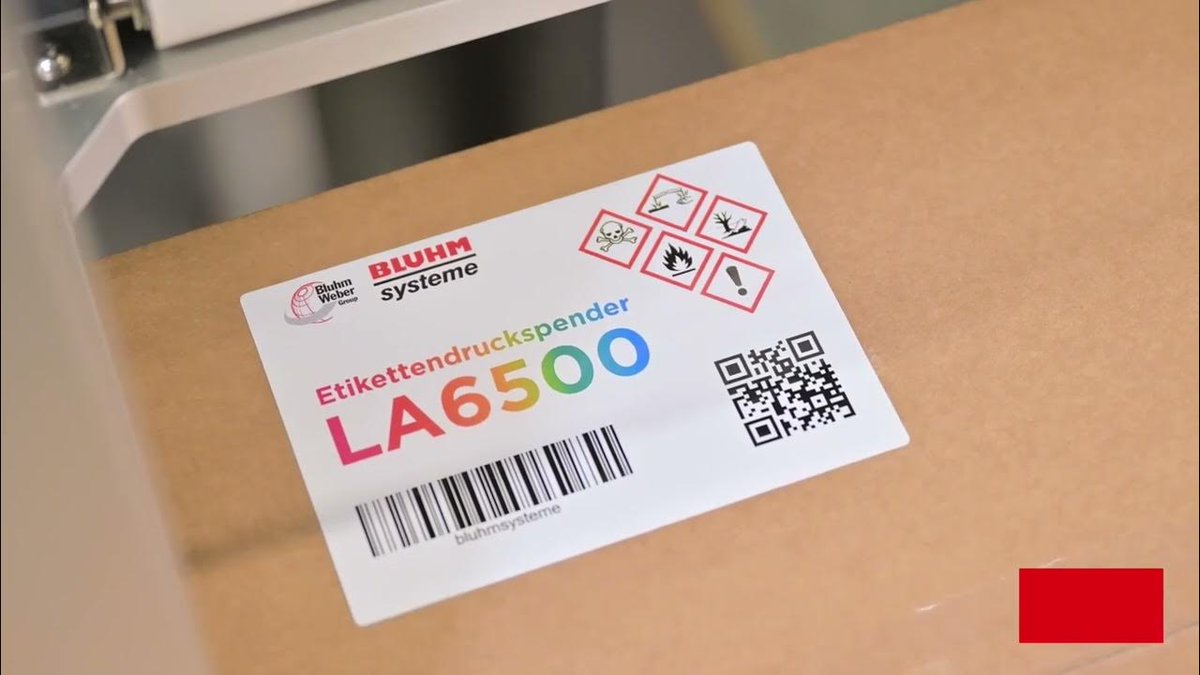 Bluhm
Weber
Group
BLUHM
systeme
Etikettendruckspender
LA6500
bluhmsysteme